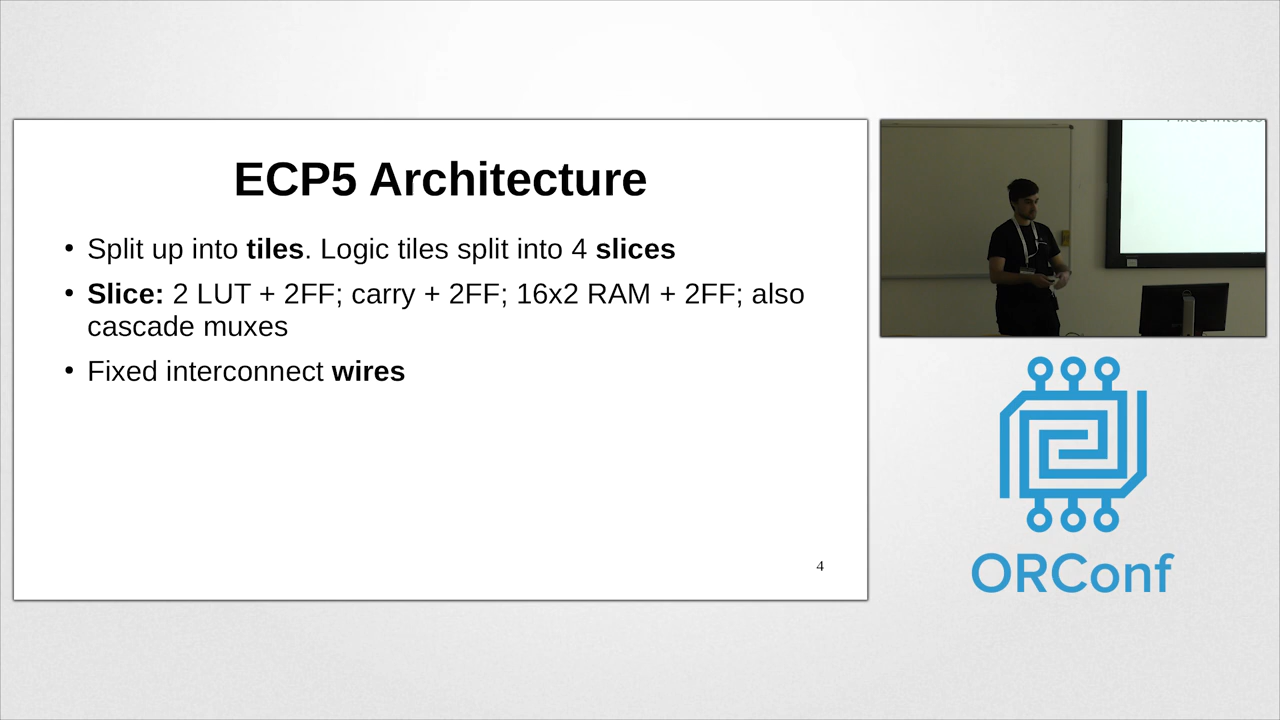 ECP5 Architecture
• Split up into tiles. Logic tiles split into 4 slices
• Slice: 2 LUT + 2FF; carry + 2FF; 16x2 RAM + 2FF; also
cascade muxes
• Fixed interconnect wires
4
ORConf